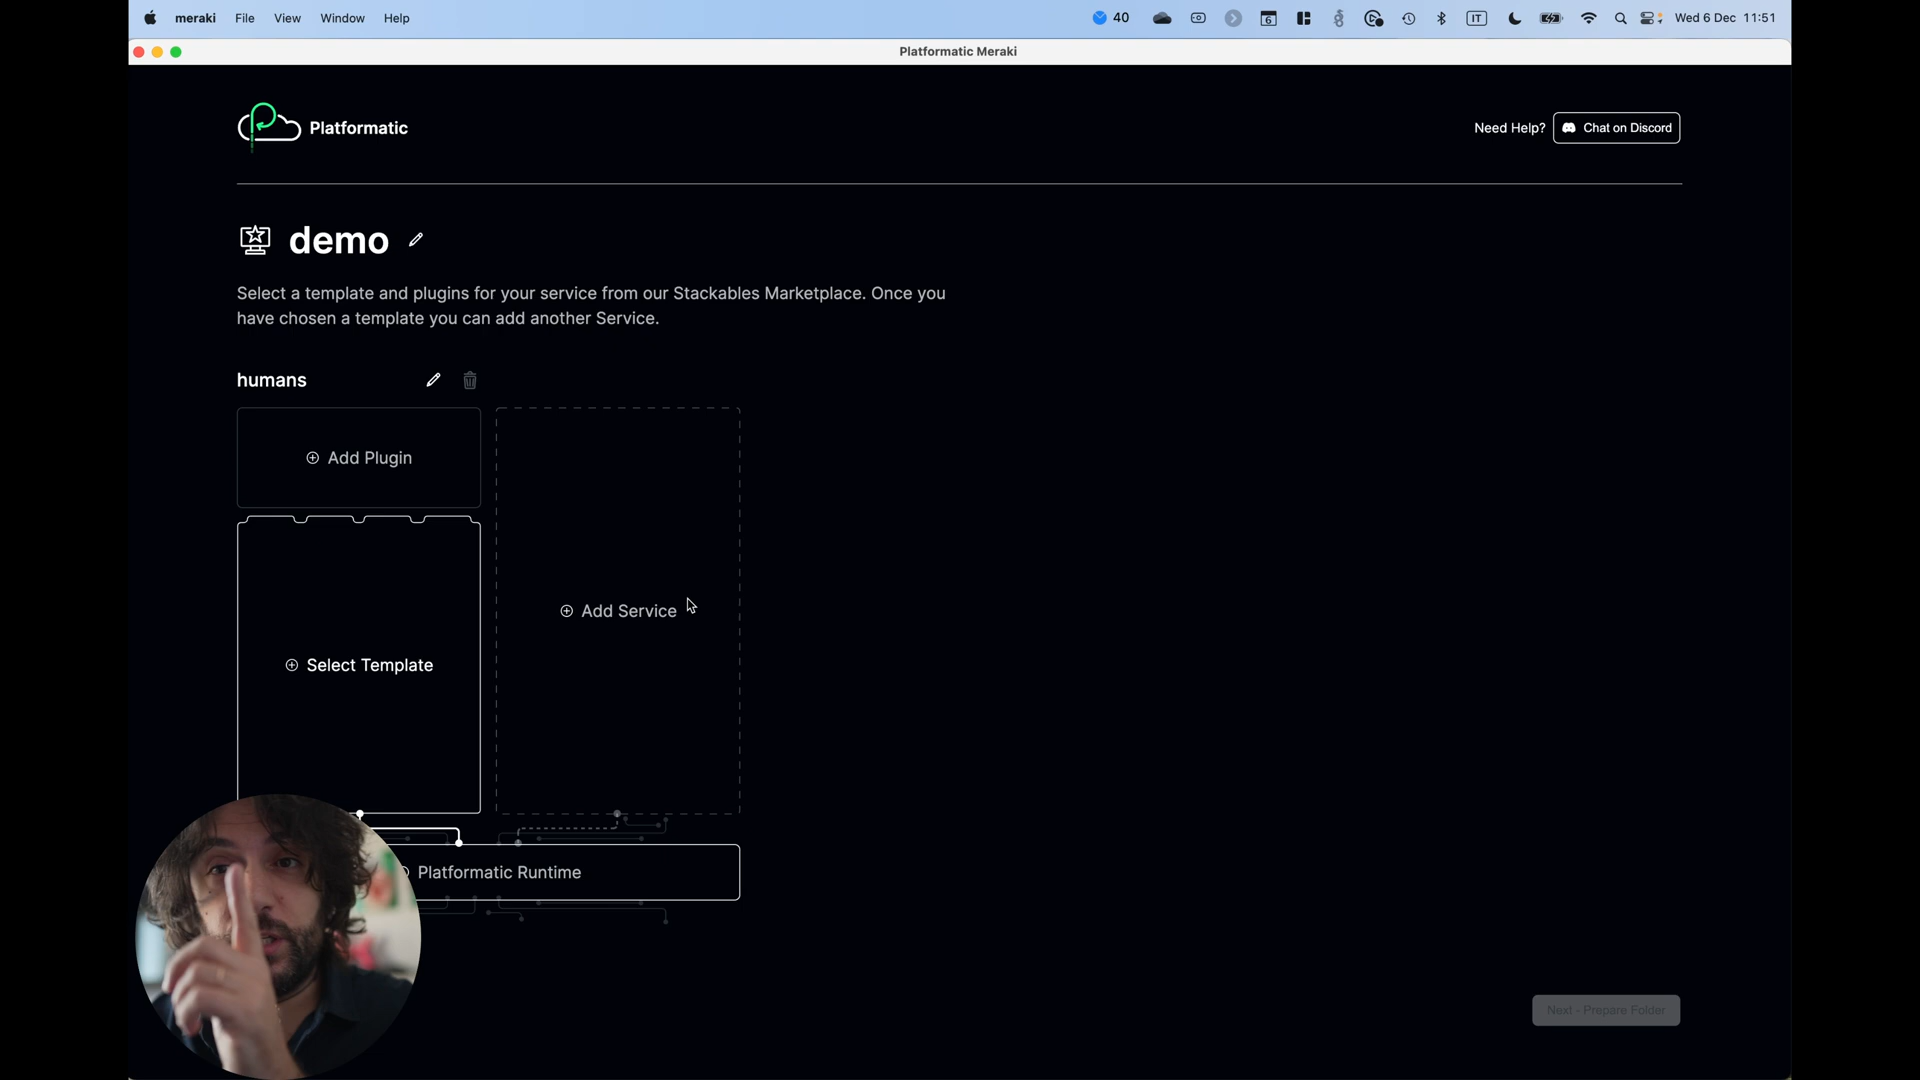 meraki File View Window Help 40 6 IT Wed 6 Dec 11:51
Platformatic Meraki
Platformatic
Need Help? Chat on Discord
demo
Select a template and plugins for your service from our Stackables Marketplace. Once you
have chosen a template you can add another Service.
humans
Add Plugin
Add Service
Select Template
Platformatic Runtime
Next - Prepare Folder